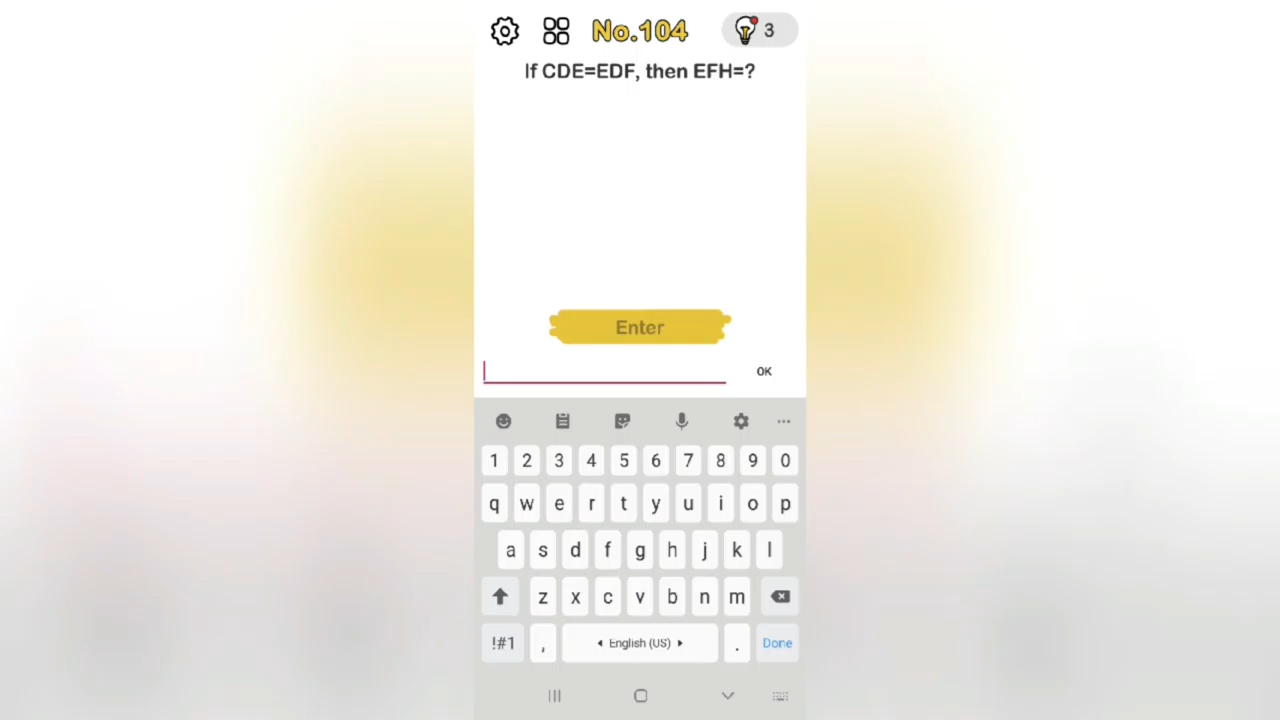 No.104
3
If CDE=EDF, then EFH=?
Enter
OK
1 2 3 4 5 6 7 8 9 0
q w e r t y u i o p
a s d f g h j k l
z x c v b n m
!#1 , English (US) . Done